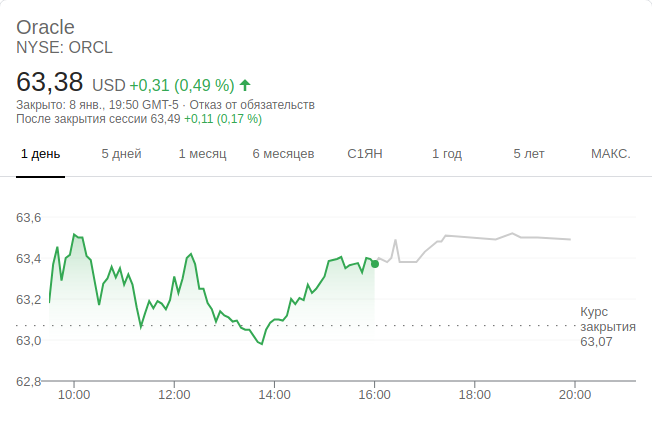 Oracle
NYSE: ORCL
63,38 USD +0,31 (0,49 %)
Закрыто: 8 янв., 19:50 GMT-5 · Отказ от обязательств
После закрытия сессии 63,49 +0,11 (0,17 %)
1 день 5 дней 1 месяц 6 месяцев С1ЯН 1 год 5 лет МАКС.
63,6
63,4
63,2
Курс
закрытия
63,07
63,0
62,8
10:00 12:00 14:00 16:00 18:00 20:00